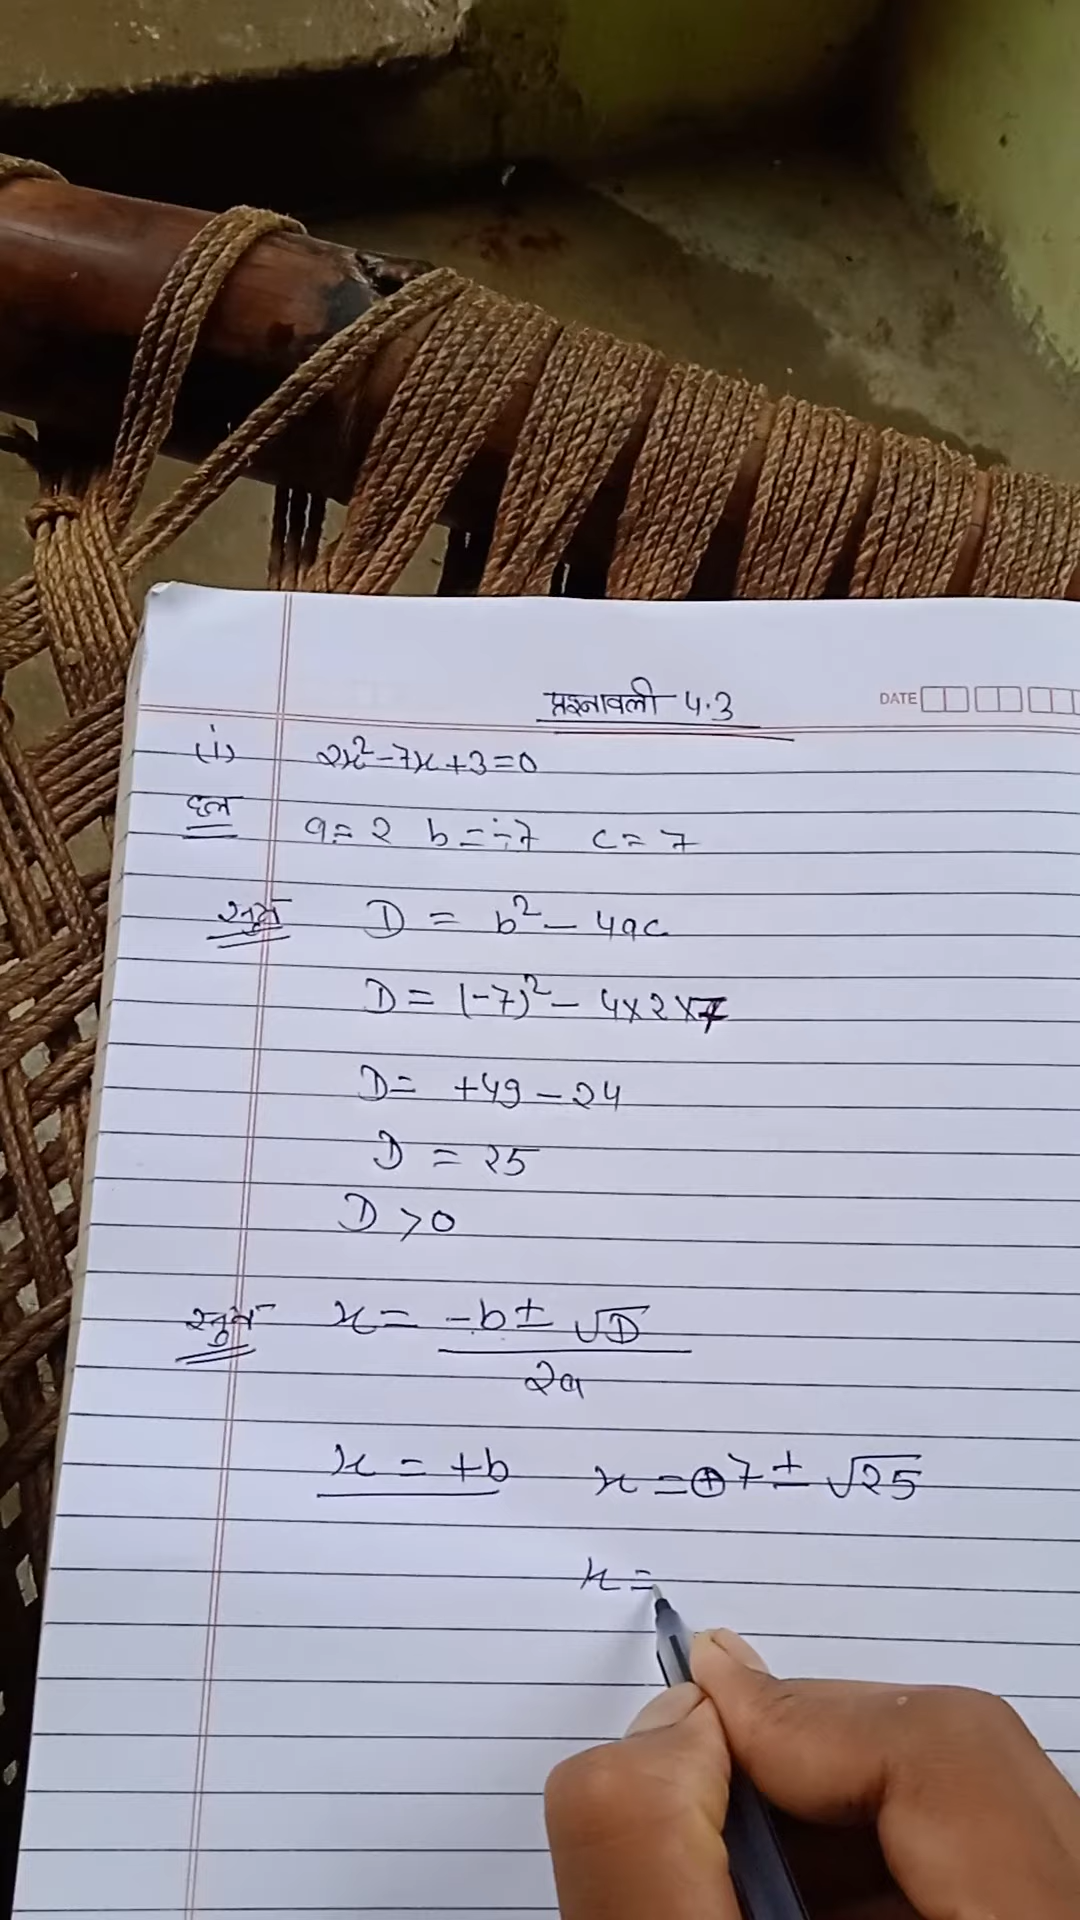 प्रश्नावली 4.3
DATE
(i) 2x²-7x+3=0
हल a=2 b=-7 c=7
सूत्र D = b²-4ac
D = (-7)²-4×2×7
D = +49-24
D = 25
D>0
सूत्र x = -b±√D
2a
x = +b x=+7±√25
x =